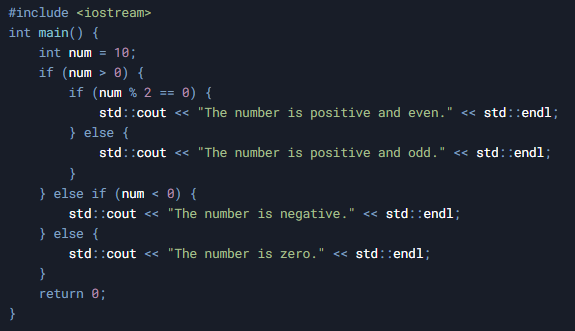 #include <iostream>
int main() {
    int num = 10;
    if (num > 0) {
        if (num % 2 == 0) {
            std::cout << "The number is positive and even." << std::endl;
        } else {
            std::cout << "The number is positive and odd." << std::endl;
        }
    } else if (num < 0) {
        std::cout << "The number is negative." << std::endl;
    } else {
        std::cout << "The number is zero." << std::endl;
    }
    return 0;
}